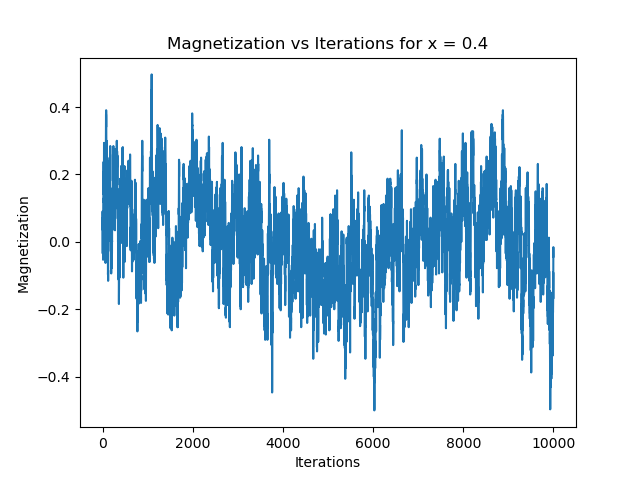 Magnetization vs Iterations for x = 0.4
0.4
0.2
0.0
−0.2
−0.4
Magnetization
0 2000 4000 6000 8000 10000
Iterations